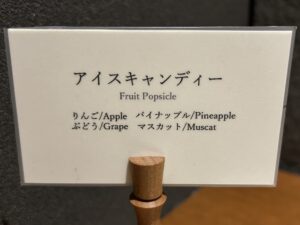 アイスキャンディー
Fruit Popsicle
りんご/Apple パイナップル/Pineapple
ぶどう/Grape マスカット/Muscat